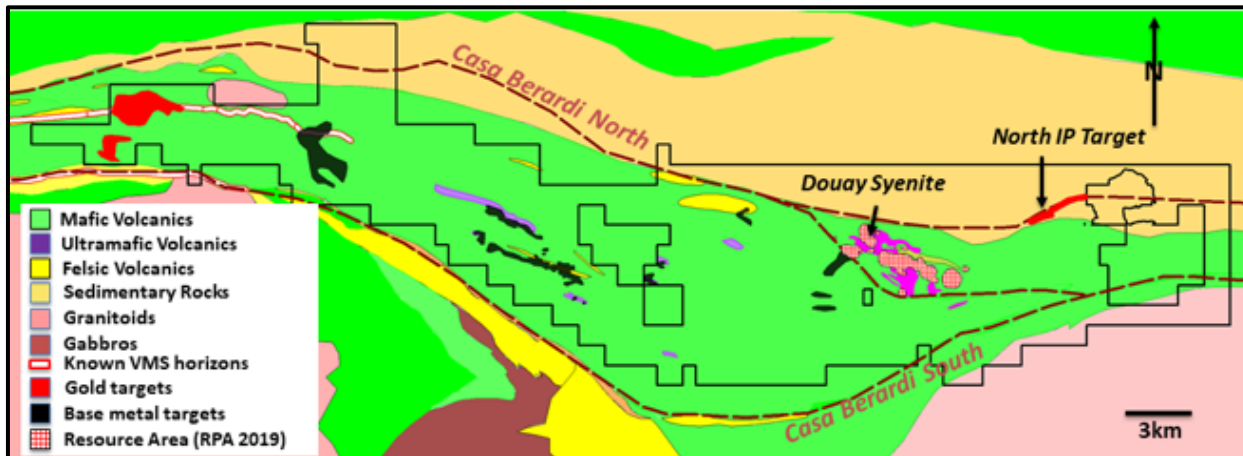 Casa Berardi North
N
North IP Target
Douay Syenite
Mafic Volcanics
Ultramafic Volcanics
Felsic Volcanics
Sedimentary Rocks
Granitoids
Gabbros
Known VMS horizons
Gold targets
Base metal targets
Resource Area (RPA 2019)
Casa Berardi South
3km